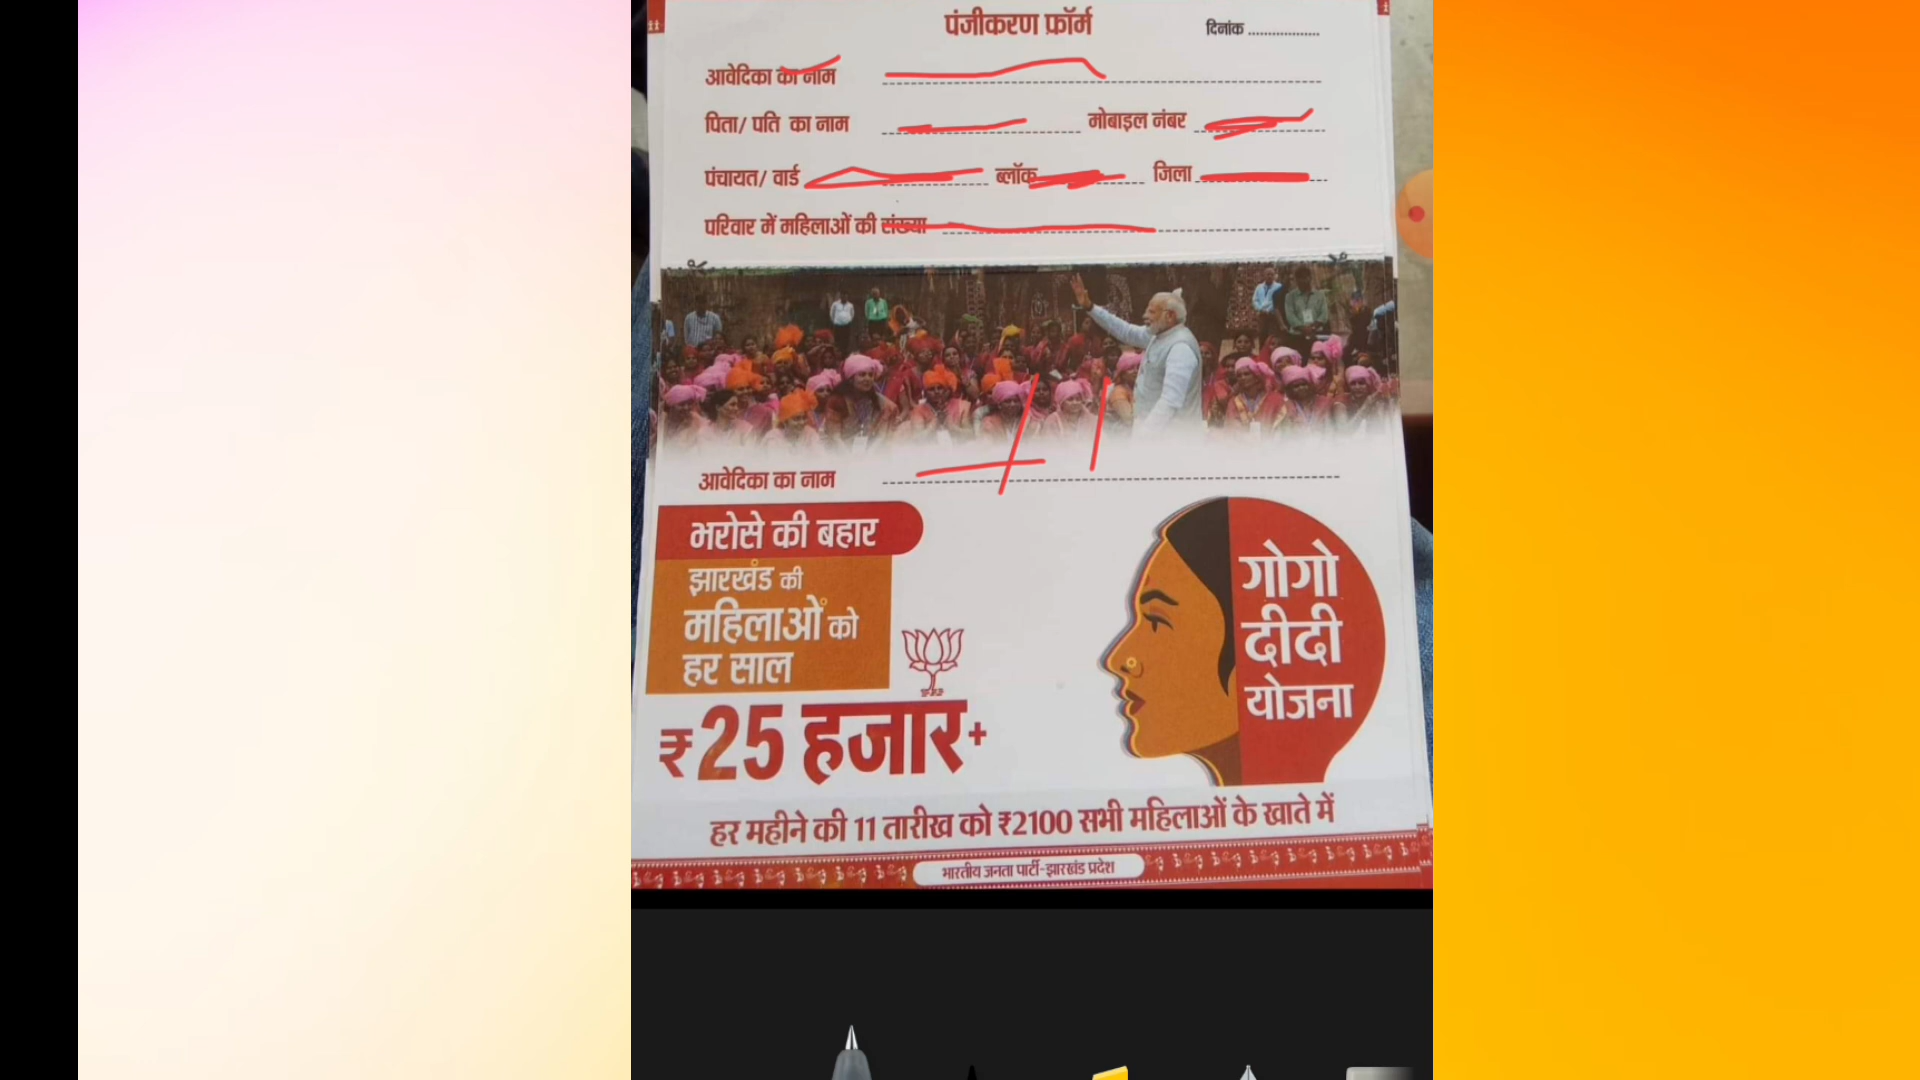 पंजीकरण फ़ॉर्म
दिनांक ....................
आवेदिका का नाम
पिता/ पति का नाम मोबाइल नंबर
पंचायत/ वार्ड ब्लॉक जिला
परिवार में महिलाओं की संख्या
आवेदिका का नाम
भरोसे की बहार
झारखंड की
महिलाओं को
हर साल
₹25 हजार+
गोगो
दीदी
योजना
हर महीने की 11 तारीख को ₹2100 सभी महिलाओं के खाते में
भारतीय जनता पार्टी-झारखंड प्रदेश